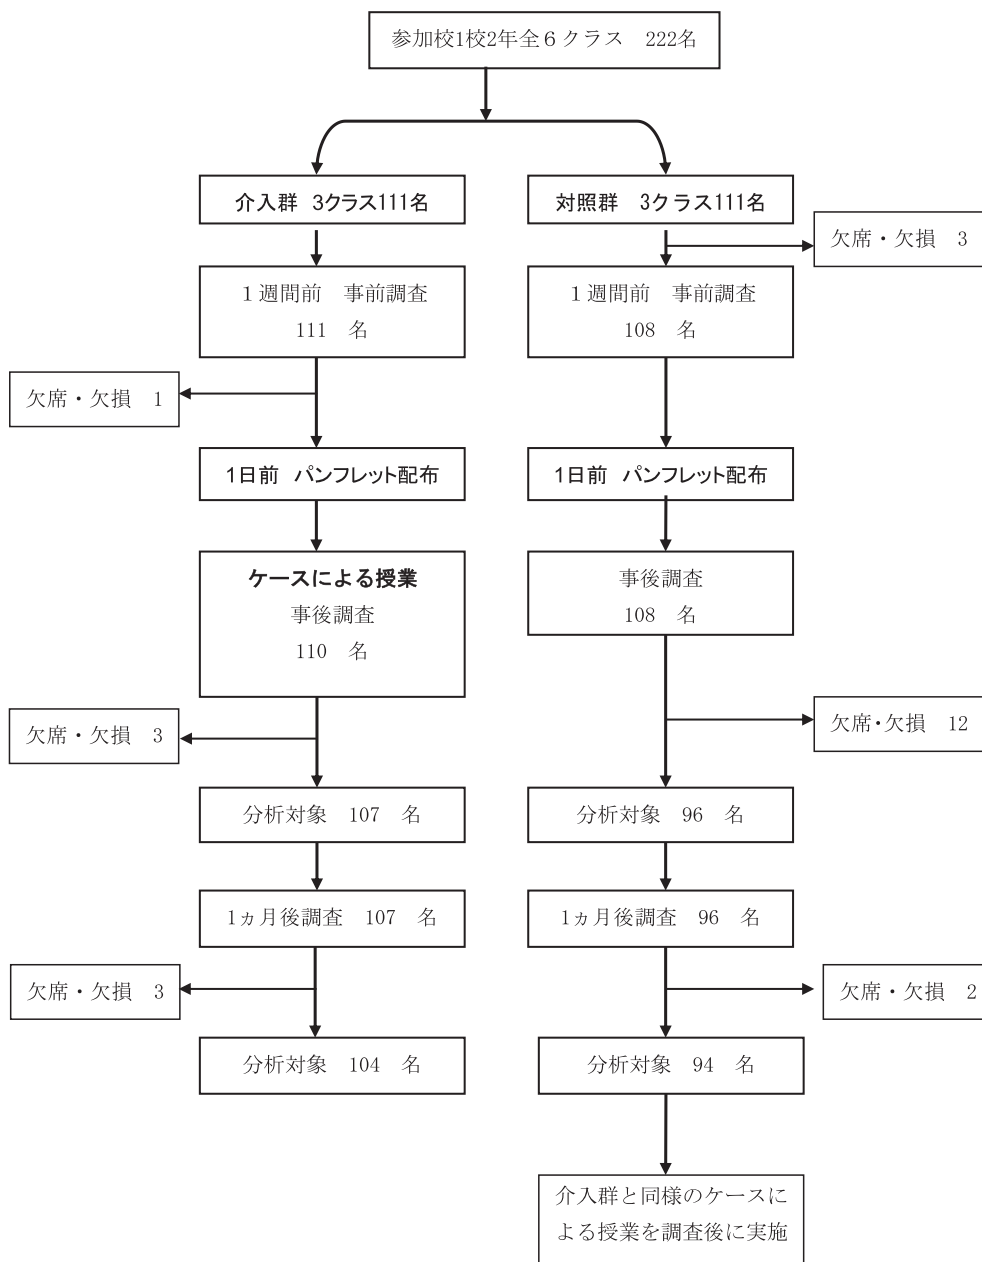 参加校1校2年全６クラス　222名
介入群 3クラス111名
対照群　3クラス111名
欠席・欠損　3
１週間前　事前調査
111　名
１週間前　事前調査
108　名
欠席・欠損　1
1日前　パンフレット配布
1日前　パンフレット配布
ケースによる授業
事後調査
110　名
事後調査
108　名
欠席・欠損　3
欠席・欠損　12
分析対象　107　名
分析対象　96　名
1ヵ月後調査　107　名
1ヵ月後調査　96　名
欠席・欠損　3
欠席・欠損　2
分析対象　104　名
分析対象　94　名
介入群と同様のケースに
よる授業を調査後に実施